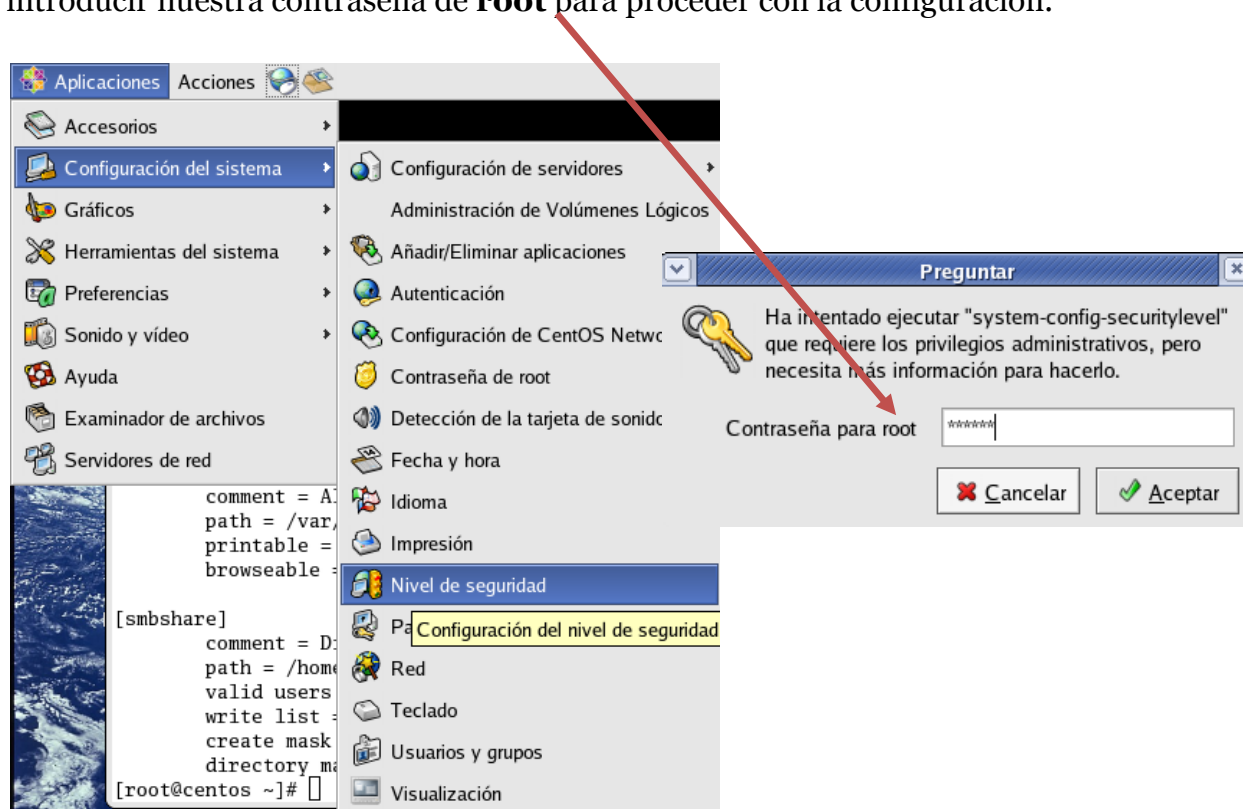 introducir nuestra contraseña de root para proceder con la configuración.
Aplicaciones Acciones
Accesorios
Configuración del sistema
Gráficos
Herramientas del sistema
Preferencias
Sonido y vídeo
Ayuda
Examinador de archivos
Servidores de red
Configuración de servidores
Administración de Volúmenes Lógicos
Añadir/Eliminar aplicaciones
Autenticación
Configuración de CentOS Netwo
Contraseña de root
Detección de la tarjeta de sonido
Fecha y hora
Idioma
Impresión
Nivel de seguridad
Pa
Configuración del nivel de seguridad
Red
Teclado
Usuarios y grupos
Visualización
Preguntar
Ha intentado ejecutar "system-config-securitylevel"
que requiere los privilegios administrativos, pero
necesita más información para hacerlo.
Contraseña para root ******
Cancelar Aceptar
comment = Al
path = /var/
printable =
browseable =
[smbshare]
comment = Di
path = /home
valid users
write list =
create mask
directory ma
[root@centos ~]#